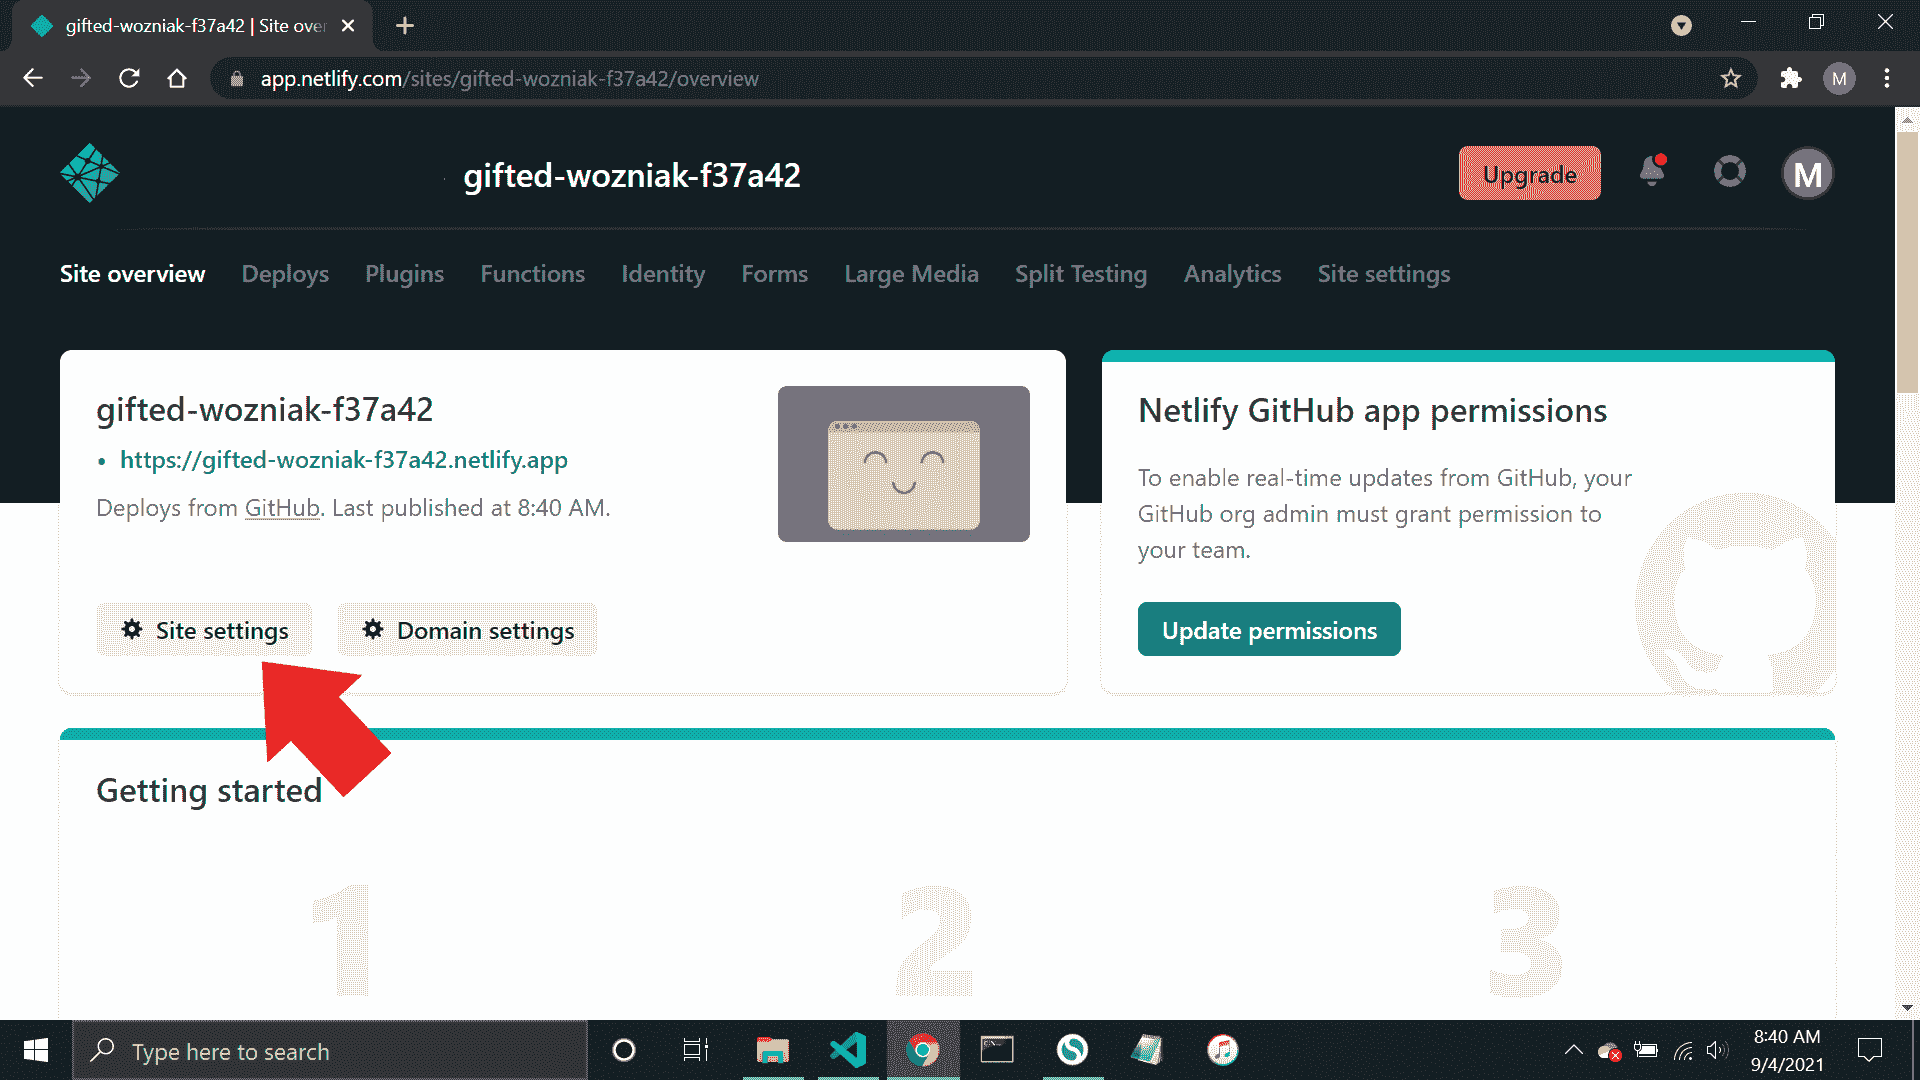 gifted-wozniak-f37a42 | Site over
app.netlify.com/sites/gifted-wozniak-f37a42/overview
M
gifted-wozniak-f37a42
Upgrade
M
Site overview Deploys Plugins Functions Identity Forms Large Media Split Testing Analytics Site settings
gifted-wozniak-f37a42
• https://gifted-wozniak-f37a42.netlify.app
Deploys from GitHub. Last published at 8:40 AM.
Site settings Domain settings
Netlify GitHub app permissions
To enable real-time updates from GitHub, your
GitHub org admin must grant permission to
your team.
Update permissions
Getting started
1 2 3
Type here to search
8:40 AM
9/4/2021